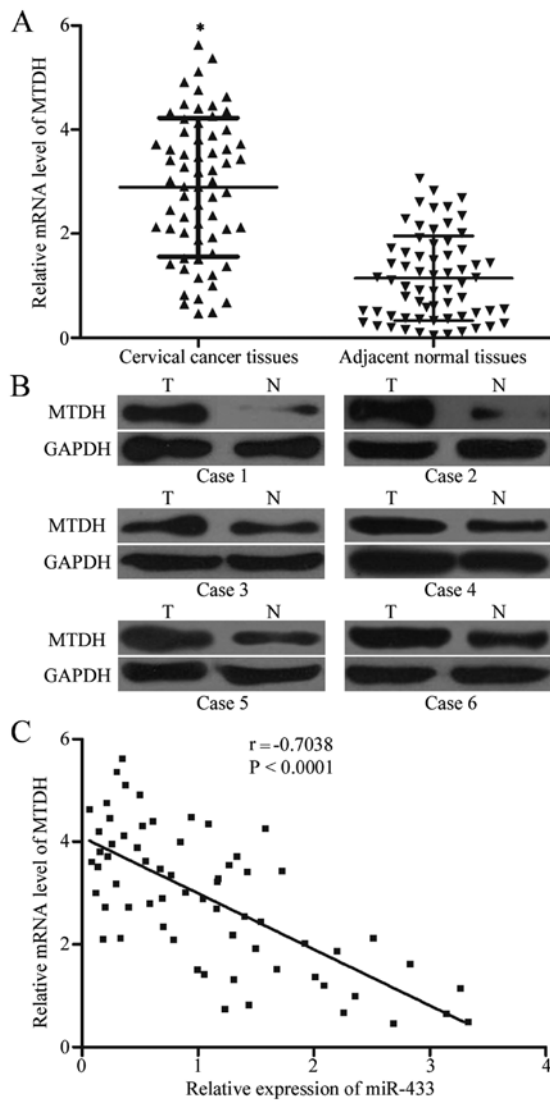 A
*
Relative mRNA level of MTDH
6
4
2
0
Cervical cancer tissues Adjacent normal tissues
B
T N T N
MTDH
GAPDH
Case 1 Case 2
T N T N
MTDH
GAPDH
Case 3 Case 4
T N T N
MTDH
GAPDH
Case 5 Case 6
C
r = -0.7038
P < 0.0001
Relative mRNA level of MTDH
6
4
2
0
0 1 2 3 4
Relative expression of miR-433